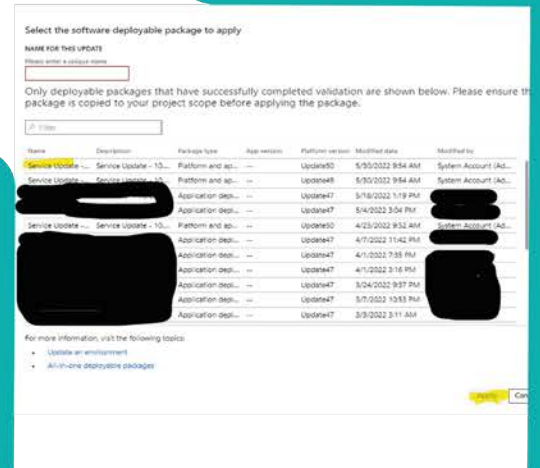 Select the software deployable package to apply
NAME FOR THIS UPDATE
Please enter a unique name
Only deployable packages that have successfully completed validation are shown below. Please ensure th
package is copied to your project scope before applying the package.
Filter
Name Description Package type App version Platform version Modified date Modified by
Service Update -... Service Update - 10.... Platform and ap... --- Update50 5/30/2022 9:54 AM System Account (Ad...
Service Update -... Service Update - 10.... Platform and ap... --- 5/30/2022 9:54 AM System Account (Ad...
Application depl... --- Update47 5/18/2022 1:19 PM
Application depl... --- Update47 5/4/2022 3:04 PM
Service Update -... Service Update - 10.... Platform and ap... --- Update50 4/23/2022 9:52 AM System Account (Ad...
Application depl... --- Update47 4/7/2022 11:42 PM
Application depl... --- Update47 4/1/2022 7:35 PM
Application depl... --- Update47 4/1/2022 3:16 PM
Application depl... --- Update47 3/24/2022 9:37 PM
Application depl... --- Update47 3/7/2022 10:53 PM
Application depl... --- Update47 3/3/2022 3:11 AM
For more information, visit the following topics:
Update an environment
All-in-one deployable packages
Apply Can